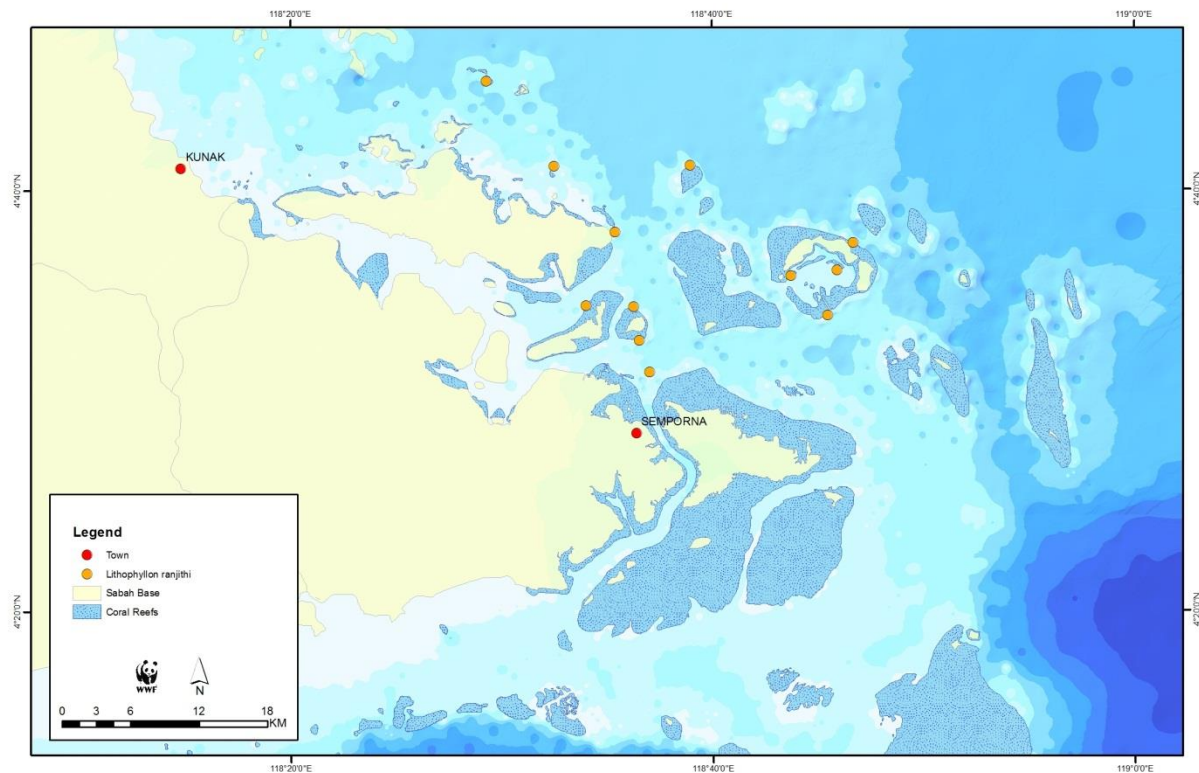 118°20'0"E 118°40'0"E 119°0'0"E
KUNAK
4°40'0"N 4°40'0"N
SEMPORNA
Legend
Town
Lithophyllon ranjithi
Sabah Base
Coral Reefs
4°20'0"N 4°20'0"N
WWF N
0 3 6 12 18
KM
118°20'0"E 118°40'0"E 119°0'0"E